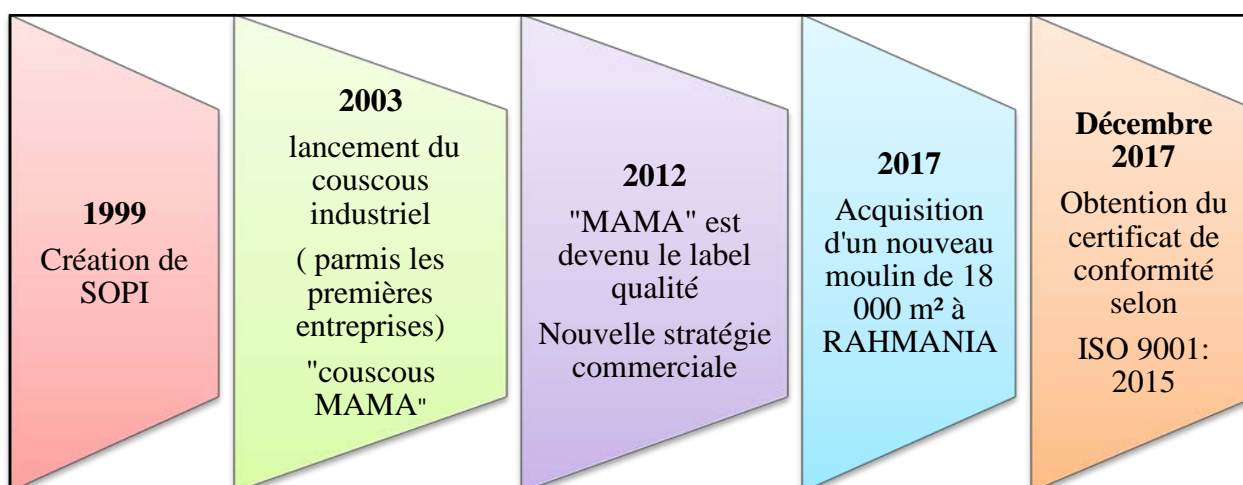 1999
Création de
SOPI
2003
lancement du
couscous
industriel
( parmis les
premières
entreprises)
"couscous
MAMA"
2012
"MAMA" est
devenu le label
qualité
Nouvelle stratégie
commerciale
2017
Acquisition
d'un nouveau
moulin de 18
000 m² à
RAHMANIA
Décembre
2017
Obtention du
certificat de
conformité
selon
ISO 9001:
2015